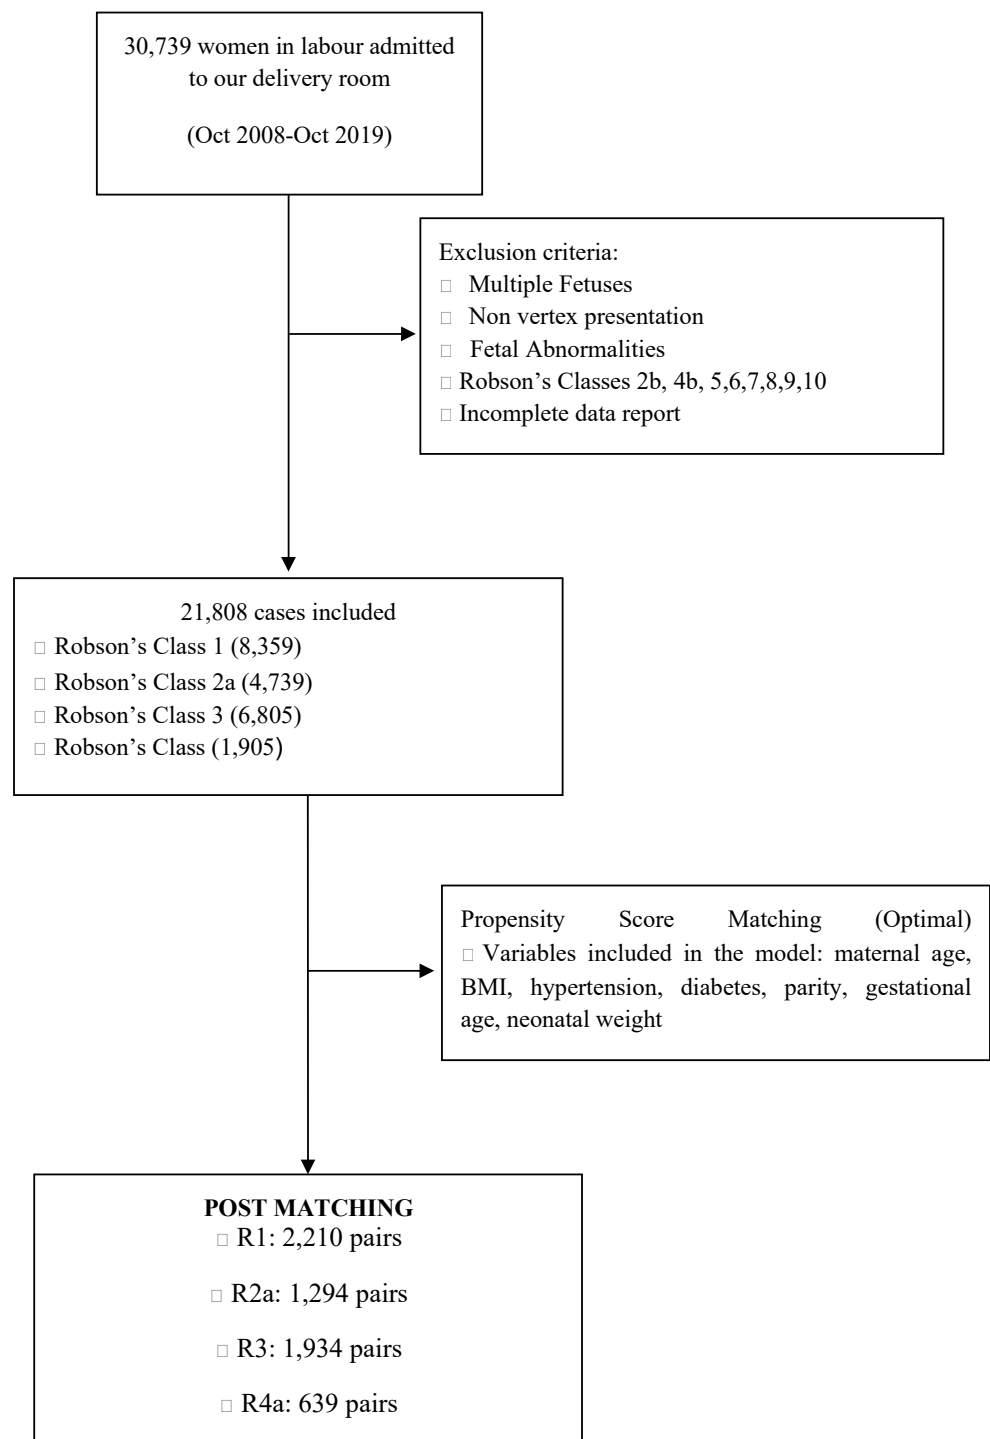 30,739 women in labour admitted
to our delivery room
(Oct 2008-Oct 2019)
Exclusion criteria:
□ Multiple Fetuses
□ Non vertex presentation
□ Fetal Abnormalities
□ Robson’s Classes 2b, 4b, 5,6,7,8,9,10
□ Incomplete data report
21,808 cases included
□ Robson’s Class 1 (8,359)
□ Robson’s Class 2a (4,739)
□ Robson’s Class 3 (6,805)
□ Robson’s Class (1,905)
Propensity Score Matching (Optimal)
□ Variables included in the model: maternal age,
BMI, hypertension, diabetes, parity, gestational
age, neonatal weight
POST MATCHING
□ R1: 2,210 pairs
□ R2a: 1,294 pairs
□ R3: 1,934 pairs
□ R4a: 639 pairs